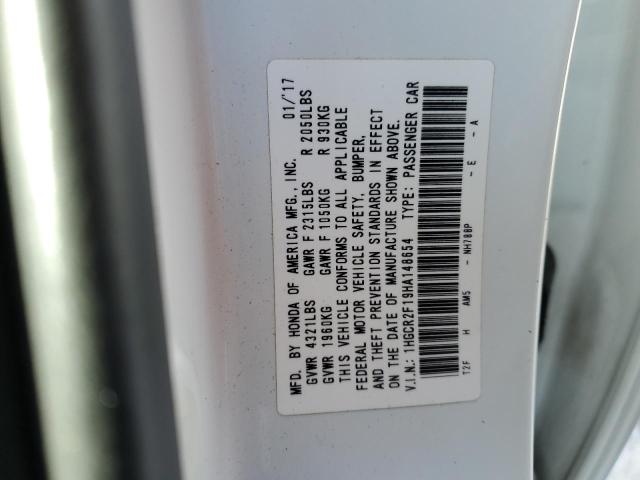 MFD. BY HONDA OF AMERICA MFG., INC. 01/'17
GVWR 4321LBS GAWR F 2315LBS R 2050LBS
GVWR 1960KG GAWR F 1050KG R 930KG
THIS VEHICLE CONFORMS TO ALL APPLICABLE
FEDERAL MOTOR VEHICLE SAFETY, BUMPER,
AND THEFT PREVENTION STANDARDS IN EFFECT
ON THE DATE OF MANUFACTURE SHOWN ABOVE.
V.I.N.: 1HGCR2F19HA148654 TYPE: PASSENGER CAR
T2F H AM5 - NH788P - E - A